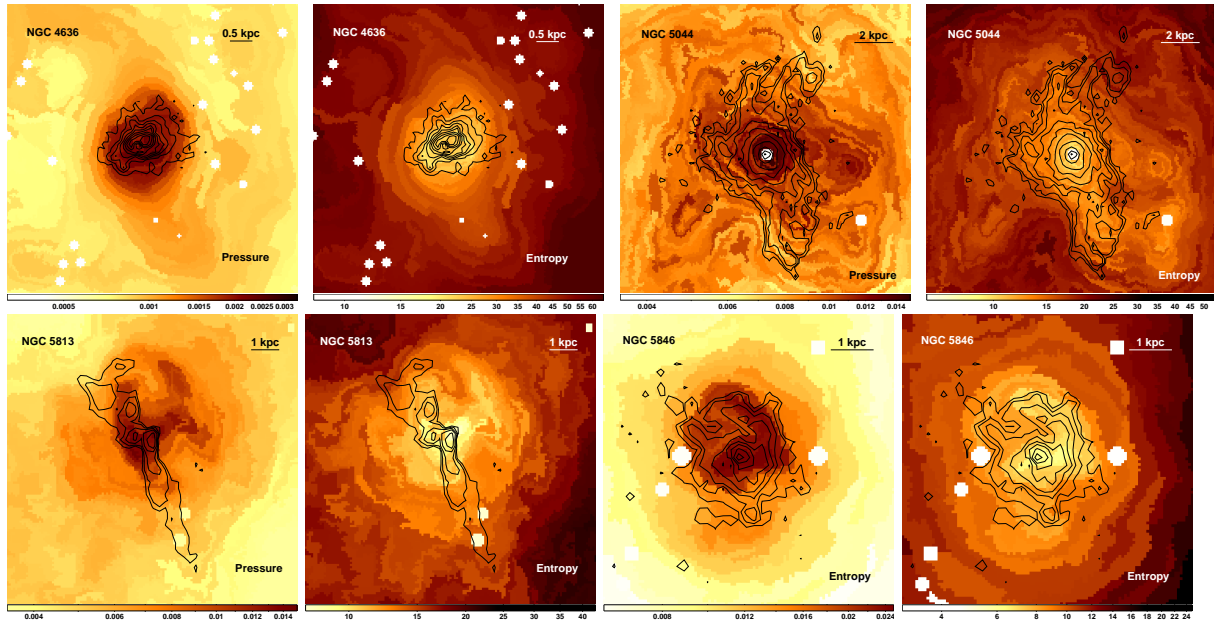 NGC 4636 0.5 kpc
Pressure
0.0005 0.001 0.0015 0.002 0.0025 0.003
NGC 4636 0.5 kpc
Entropy
10 15 20 25 30 35 40 45 50 55 60
NGC 5044 2 kpc
Pressure
0.004 0.006 0.008 0.01 0.012 0.014
NGC 5044 2 kpc
Entropy
10 15 20 25 30 35 40 45 50
NGC 5813 1 kpc
Pressure
0.004 0.006 0.008 0.01 0.012 0.014
NGC 5813 1 kpc
Entropy
10 15 20 25 30 35 40
NGC 5846 1 kpc
Entropy
0.008 0.012 0.016 0.02 0.024
NGC 5846 1 kpc
Entropy
4 6 8 10 12 14 16 18 20 22 24